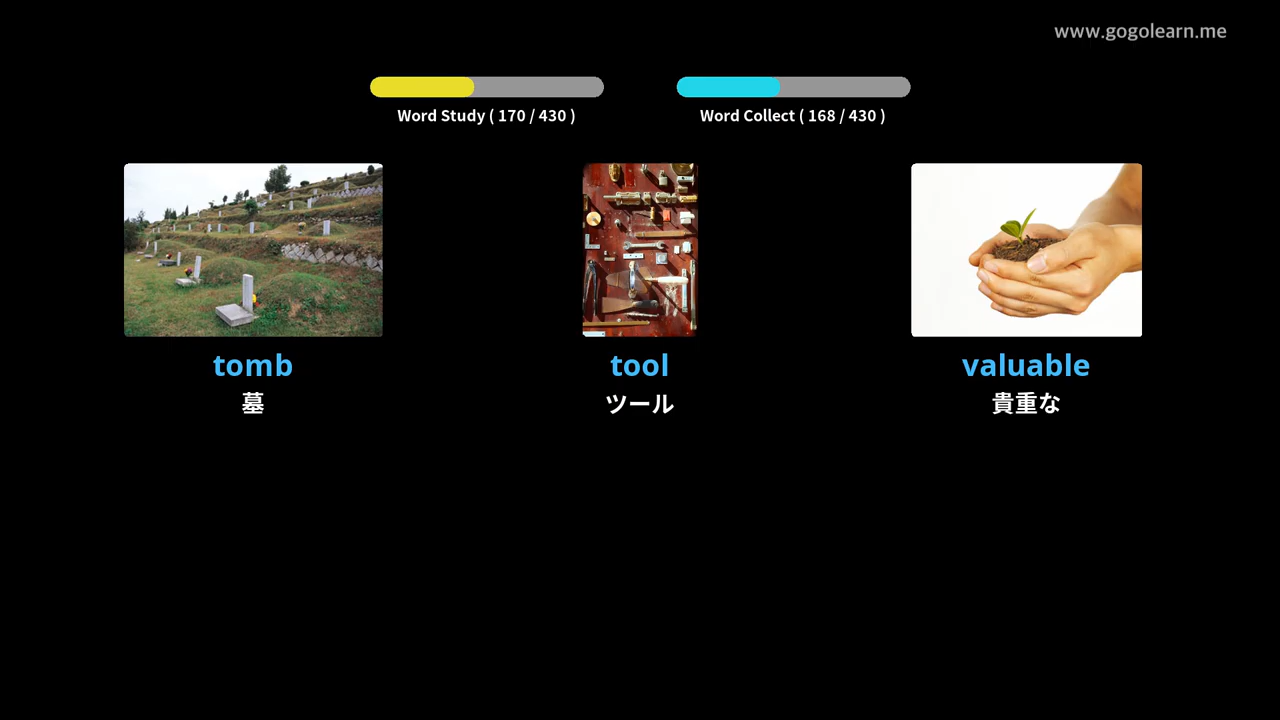 www.gogolearn.me
Word Study ( 170 / 430 )
Word Collect ( 168 / 430 )
tomb
墓
tool
ツール
valuable
貴重な